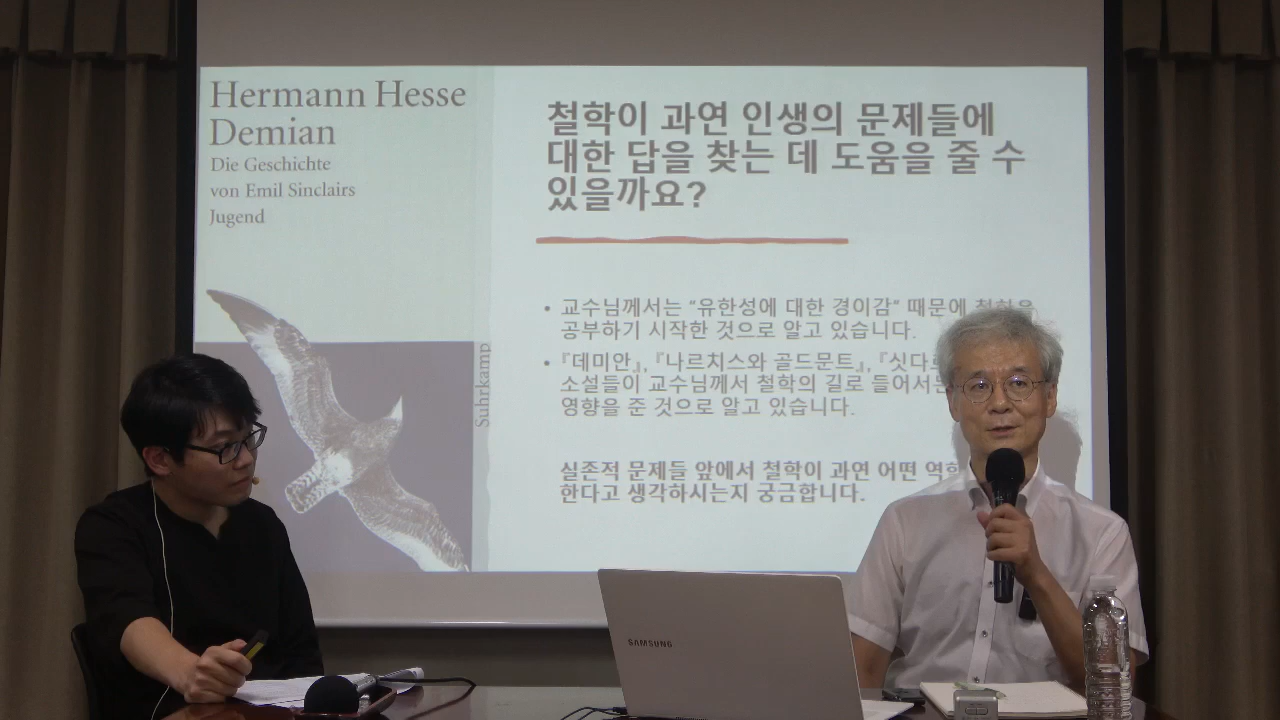 Hermann Hesse
Demian
Die Geschichte
von Emil Sinclairs
Jugend
Suhrkamp
철학이 과연 인생의 문제들에
대한 답을 찾는 데 도움을 줄 수
있을까요?
• 교수님께서는 "유한성에 대한 경이감" 때문에 철학을
공부하기 시작한 것으로 알고 있습니다.
• 『데미안』, 『나르치스와 골드문트』,
소설들이 교수님께서 철학의 길로
영향을 준 것으로 알고 있습니다.
실존적 문제들 앞에서 철학이 과연 어떤
한다고 생각하시는지 궁금합니다.
SAMSUNG